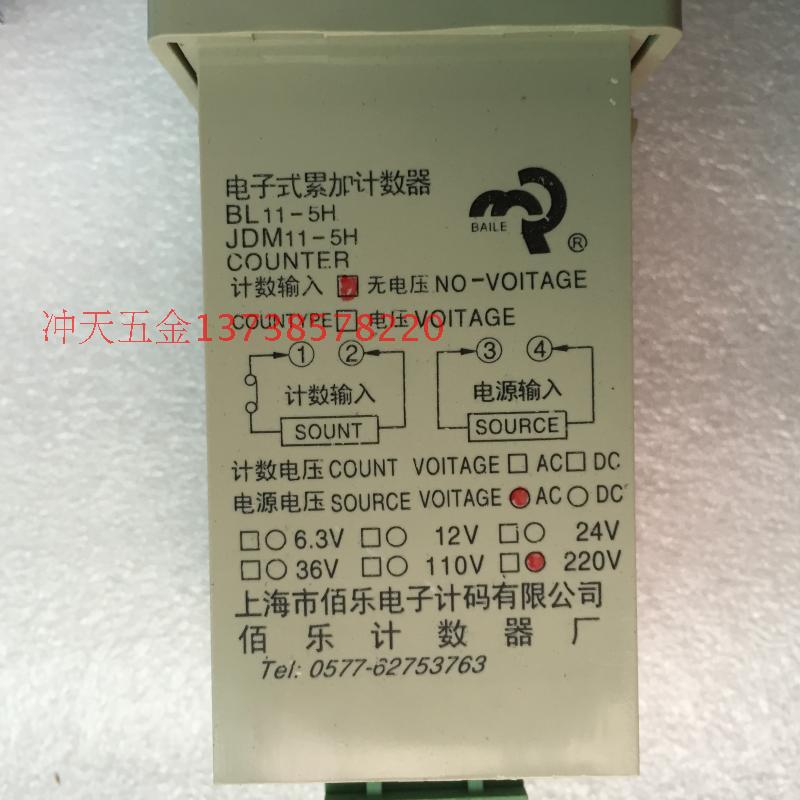 电子式累加计数器
BL11-5H
JDM11-5H
COUNTER
BAILE
®
计数输入 无电压 NO-VOITAGE
冲天五金13738578220
COUNTYPE 电压 VOITAGE
① ② ③ ④
计数输入 电源输入
SOUNT SOURCE
计数电压 COUNT VOITAGE □ AC □ DC
电源电压 SOURCE VOITAGE AC ○ DC
□○ 6.3V □○ 12V □○ 24V
□○ 36V □○ 110V □ 220V
上海市佰乐电子计码有限公司
佰乐计数器厂
Tel: 0577-62753763